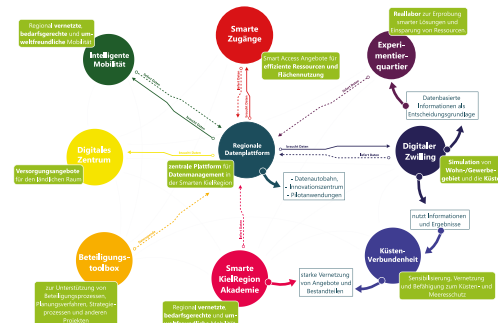 Regional vernetzte,
bedarfsgerechte und um-
weltfreundliche Mobilität
Intelligente
Mobilität
Smarte
Zugänge
Smart Access Angebote für
effiziente Ressourcen und
Flächennutzung
Reallabor zur Erprobung
smarter Lösungen und
Einsparung von Ressourcen
Experi-
mentier-
quartier
Datenbasierte
Informationen als
Entscheidungsgrundlage
Digitales
Zentrum
Versorgungsangebote
für den ländlichen Raum
Regionale
Datenplattform
zentrale Plattform für
Datenmanagement in
der Smarten KielRegion
- Datenautobahn,
- Innovationszentrum
- Pilotanwendungen
braucht Daten
liefert Daten
Digitaler
Zwilling
Simulation von
Wohn-/Gewerbe-
gebiet und die Küste
nutzt Informationen
und Ergebnisse
Beteiligungs-
toolbox
zur Unterstützung von
Beteiligungsprozessen,
Planungsverfahren, Strategie-
prozessen und anderen
Projekten
Smarte
KielRegion
Akademie
Regional vernetzte,
bedarfsgerechte und um-
starke Vernetzung
von Angebote und
Bestandteilen
Küsten-
Verbundenheit
Sensibilisierung, Vernetzung
und Befähigung zum Küsten- und
Meeresschutz